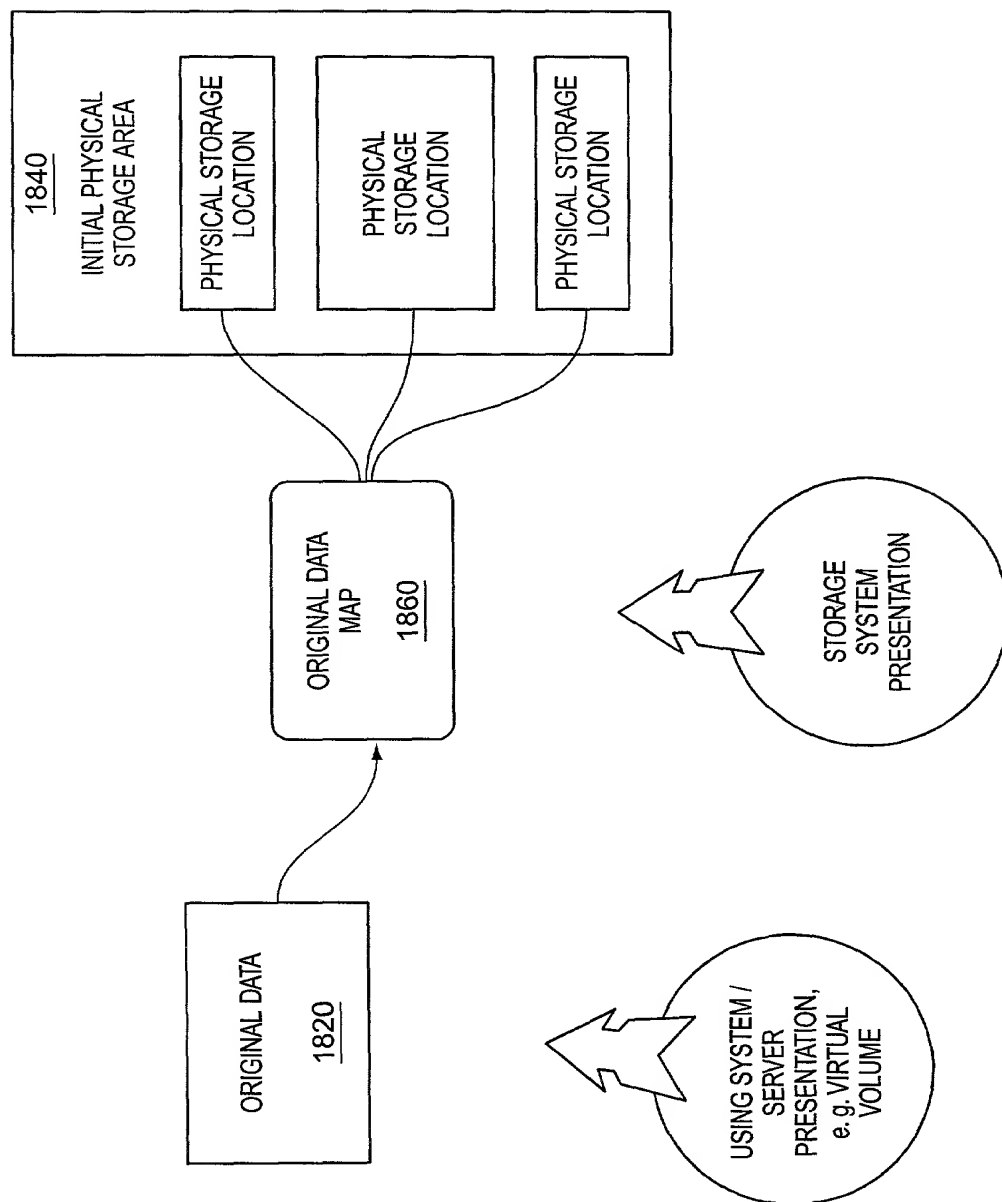 ORIGINAL DATA
1820
ORIGINAL DATA
MAP
1860
1840
INITIAL PHYSICAL
STORAGE AREA
PHYSICAL STORAGE
LOCATION
PHYSICAL
STORAGE
LOCATION
PHYSICAL STORAGE
LOCATION
USING SYSTEM /
SERVER
PRESENTATION,
e. g. VIRTUAL
VOLUME
STORAGE
SYSTEM
PRESENTATION